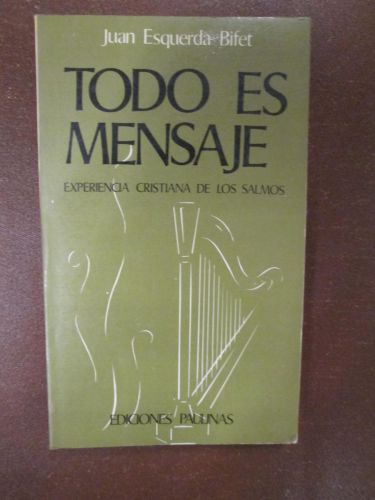 Juan Esquerda Bifet
TODO ES
MENSAJE
EXPERIENCIA CRISTIANA DE LOS SALMOS
EDICIONES PAULINAS